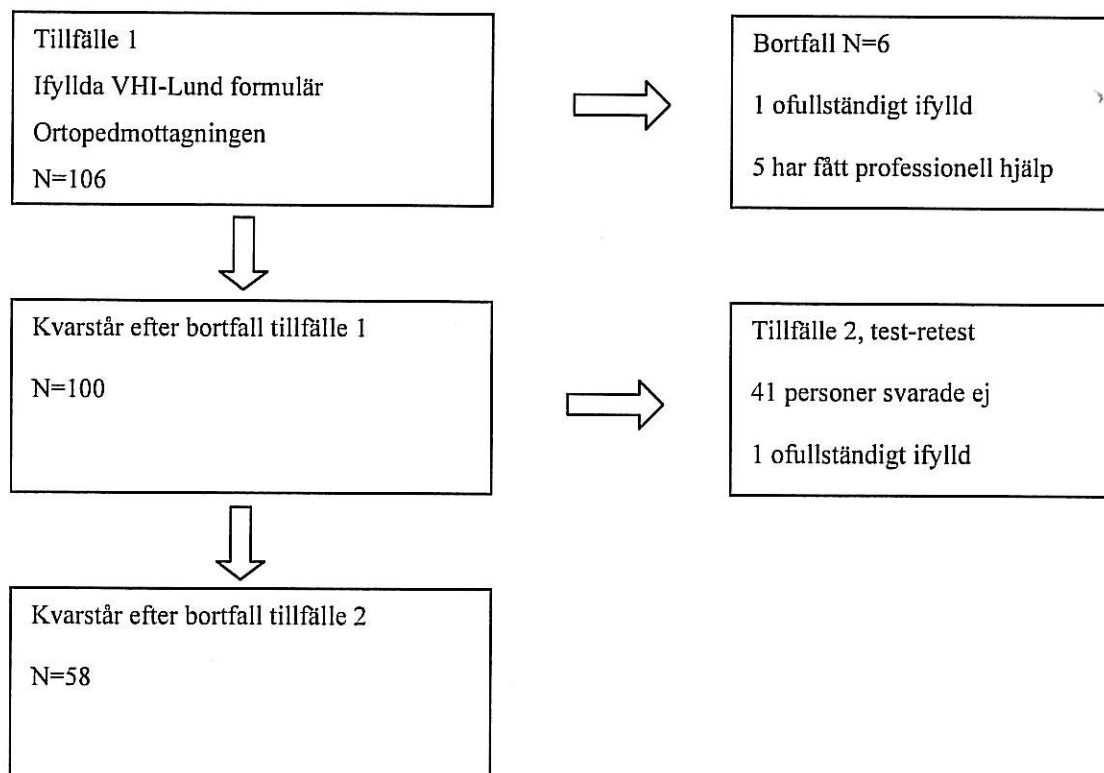 Tillfälle 1
Ifyllda VHI-Lund formulär
Ortopedmottagningen
N=106
Bortfall N=6
1 ofullständigt ifylld
5 har fått professionell hjälp
Kvarstår efter bortfall tillfälle 1
N=100
Tillfälle 2, test-retest
41 personer svarade ej
1 ofullständigt ifylld
Kvarstår efter bortfall tillfälle 2
N=58